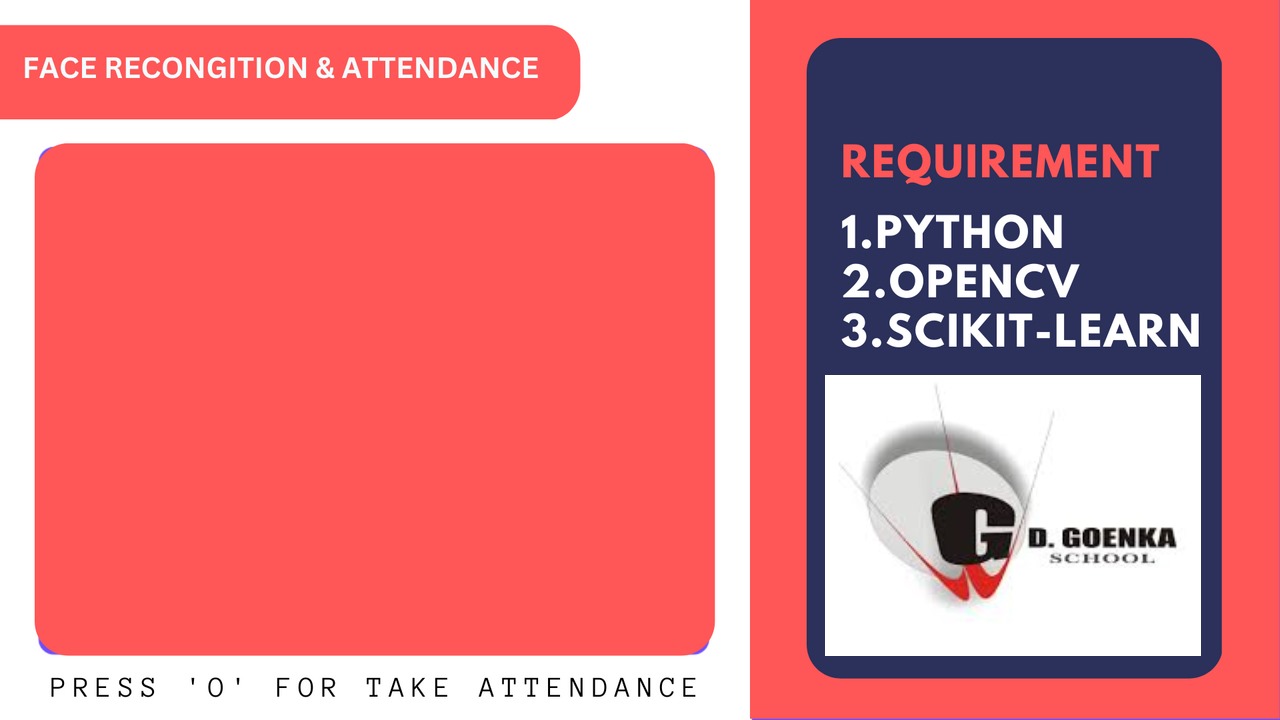 FACE RECONGITION & ATTENDANCE
PRESS 'O' FOR TAKE ATTENDANCE
REQUIREMENT
1.PYTHON
2.OPENCV
3.SCIKIT-LEARN
G D. GOENKA
SCHOOL